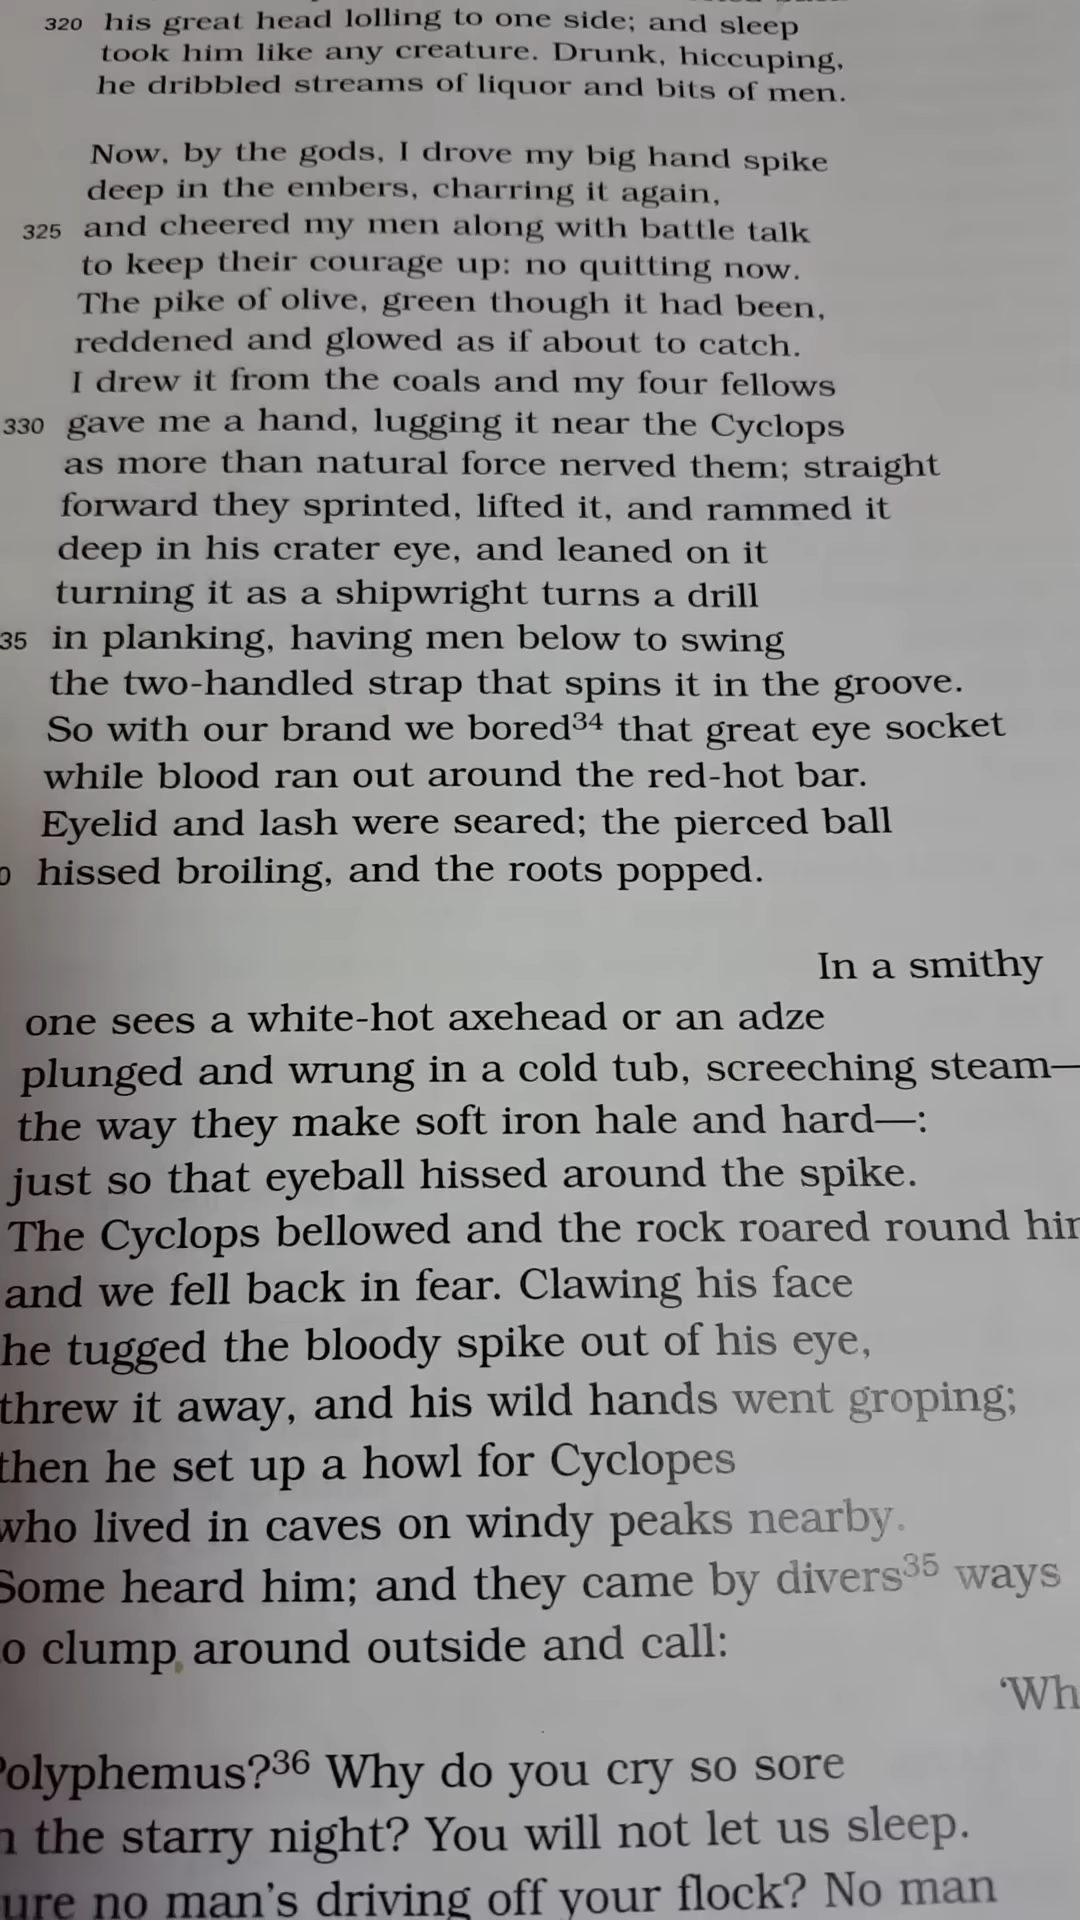 320 his great head lolling to one side; and sleep
took him like any creature. Drunk, hiccuping,
he dribbled streams of liquor and bits of men.
Now, by the gods, I drove my big hand spike
deep in the embers, charring it again,
325 and cheered my men along with battle talk
to keep their courage up: no quitting now.
The pike of olive, green though it had been,
reddened and glowed as if about to catch.
I drew it from the coals and my four fellows
330 gave me a hand, lugging it near the Cyclops
as more than natural force nerved them; straight
forward they sprinted, lifted it, and rammed it
deep in his crater eye, and leaned on it
turning it as a shipwright turns a drill
35 in planking, having men below to swing
the two-handled strap that spins it in the groove.
So with our brand we bored34 that great eye socket
while blood ran out around the red-hot bar.
Eyelid and lash were seared; the pierced ball
0 hissed broiling, and the roots popped.
In a smithy
one sees a white-hot axehead or an adze
plunged and wrung in a cold tub, screeching steam—
the way they make soft iron hale and hard—:
just so that eyeball hissed around the spike.
The Cyclops bellowed and the rock roared round
and we fell back in fear. Clawing his face
he tugged the bloody spike out of his eye,
threw it away, and his wild hands went groping;
then he set up a howl for Cyclopes
who lived in caves on windy peaks nearby.
Some heard him; and they came by divers35 ways
o clump around outside and call:
‘Wh
Polyphemus?36 Why do you cry so sore
n the starry night? You will not let us sleep.
ure no man's driving off your flock? No man